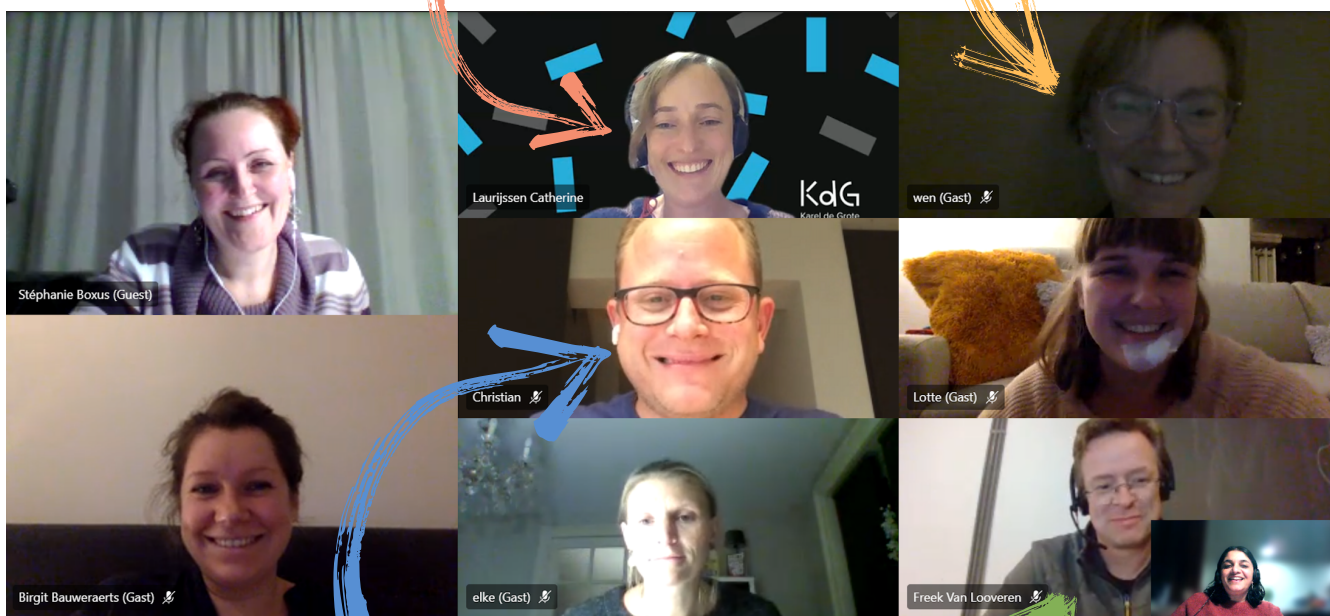 Stéphanie Boxus (Guest)
Laurijssen Catherine
KdG
Karel de Grote
wen (Gast)
Christian
Lotte (Gast)
Birgit Bauweraerts (Gast)
elke (Gast)
Freek Van Looveren